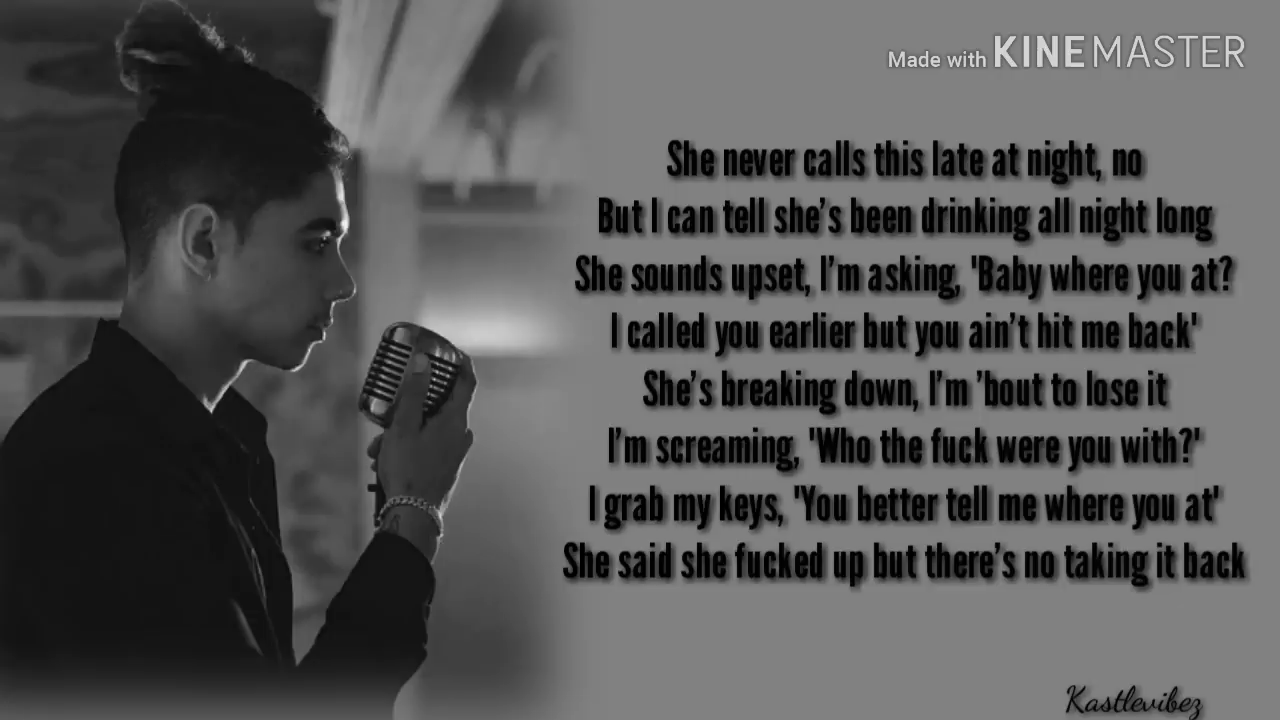 Made with KINEMASTER
She never calls this late at night, no
But I can tell she’s been drinking all night long
She sounds upset, I’m asking, 'Baby where you at?
I called you earlier but you ain’t hit me back'
She’s breaking down, I’m ’bout to lose it
I’m screaming, 'Who the fuck were you with?'
I grab my keys, 'You better tell me where you at'
She said she fucked up but there’s no taking it back
Kastlevibez